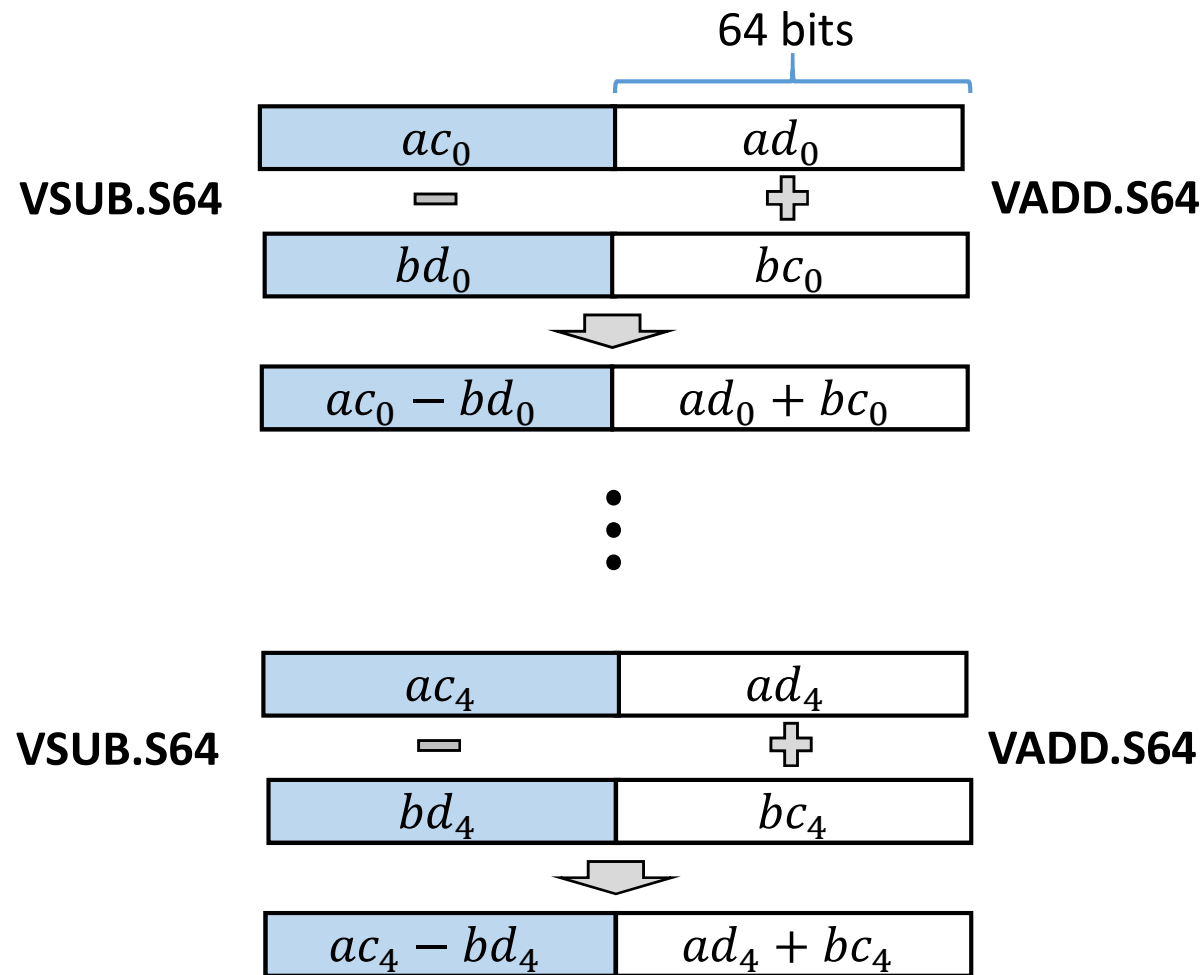 64 bits
ac₀ ad₀
VSUB.S64 − + VADD.S64
bd₀ bc₀
ac₀ − bd₀ ad₀ + bc₀
ac₄ ad₄
VSUB.S64 − + VADD.S64
bd₄ bc₄
ac₄ − bd₄ ad₄ + bc₄